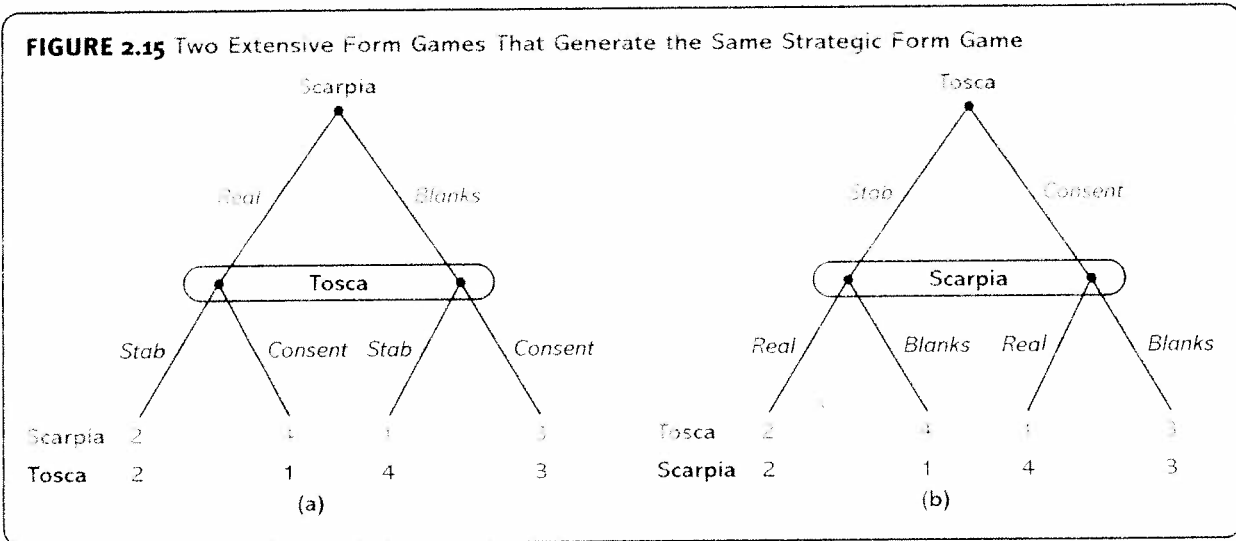 FIGURE 2.15 Two Extensive Form Games That Generate the Same Strategic Form Game
Scarpia
Real
Blanks
Tosca
Stab
Consent
Stab
Consent
Scarpia 2 4 1 3
Tosca 2 1 4 3
(a)
Tosca
Stab
Consent
Scarpia
Real
Blanks
Real
Blanks
Tosca 2 4 1 3
Scarpia 2 1 4 3
(b)